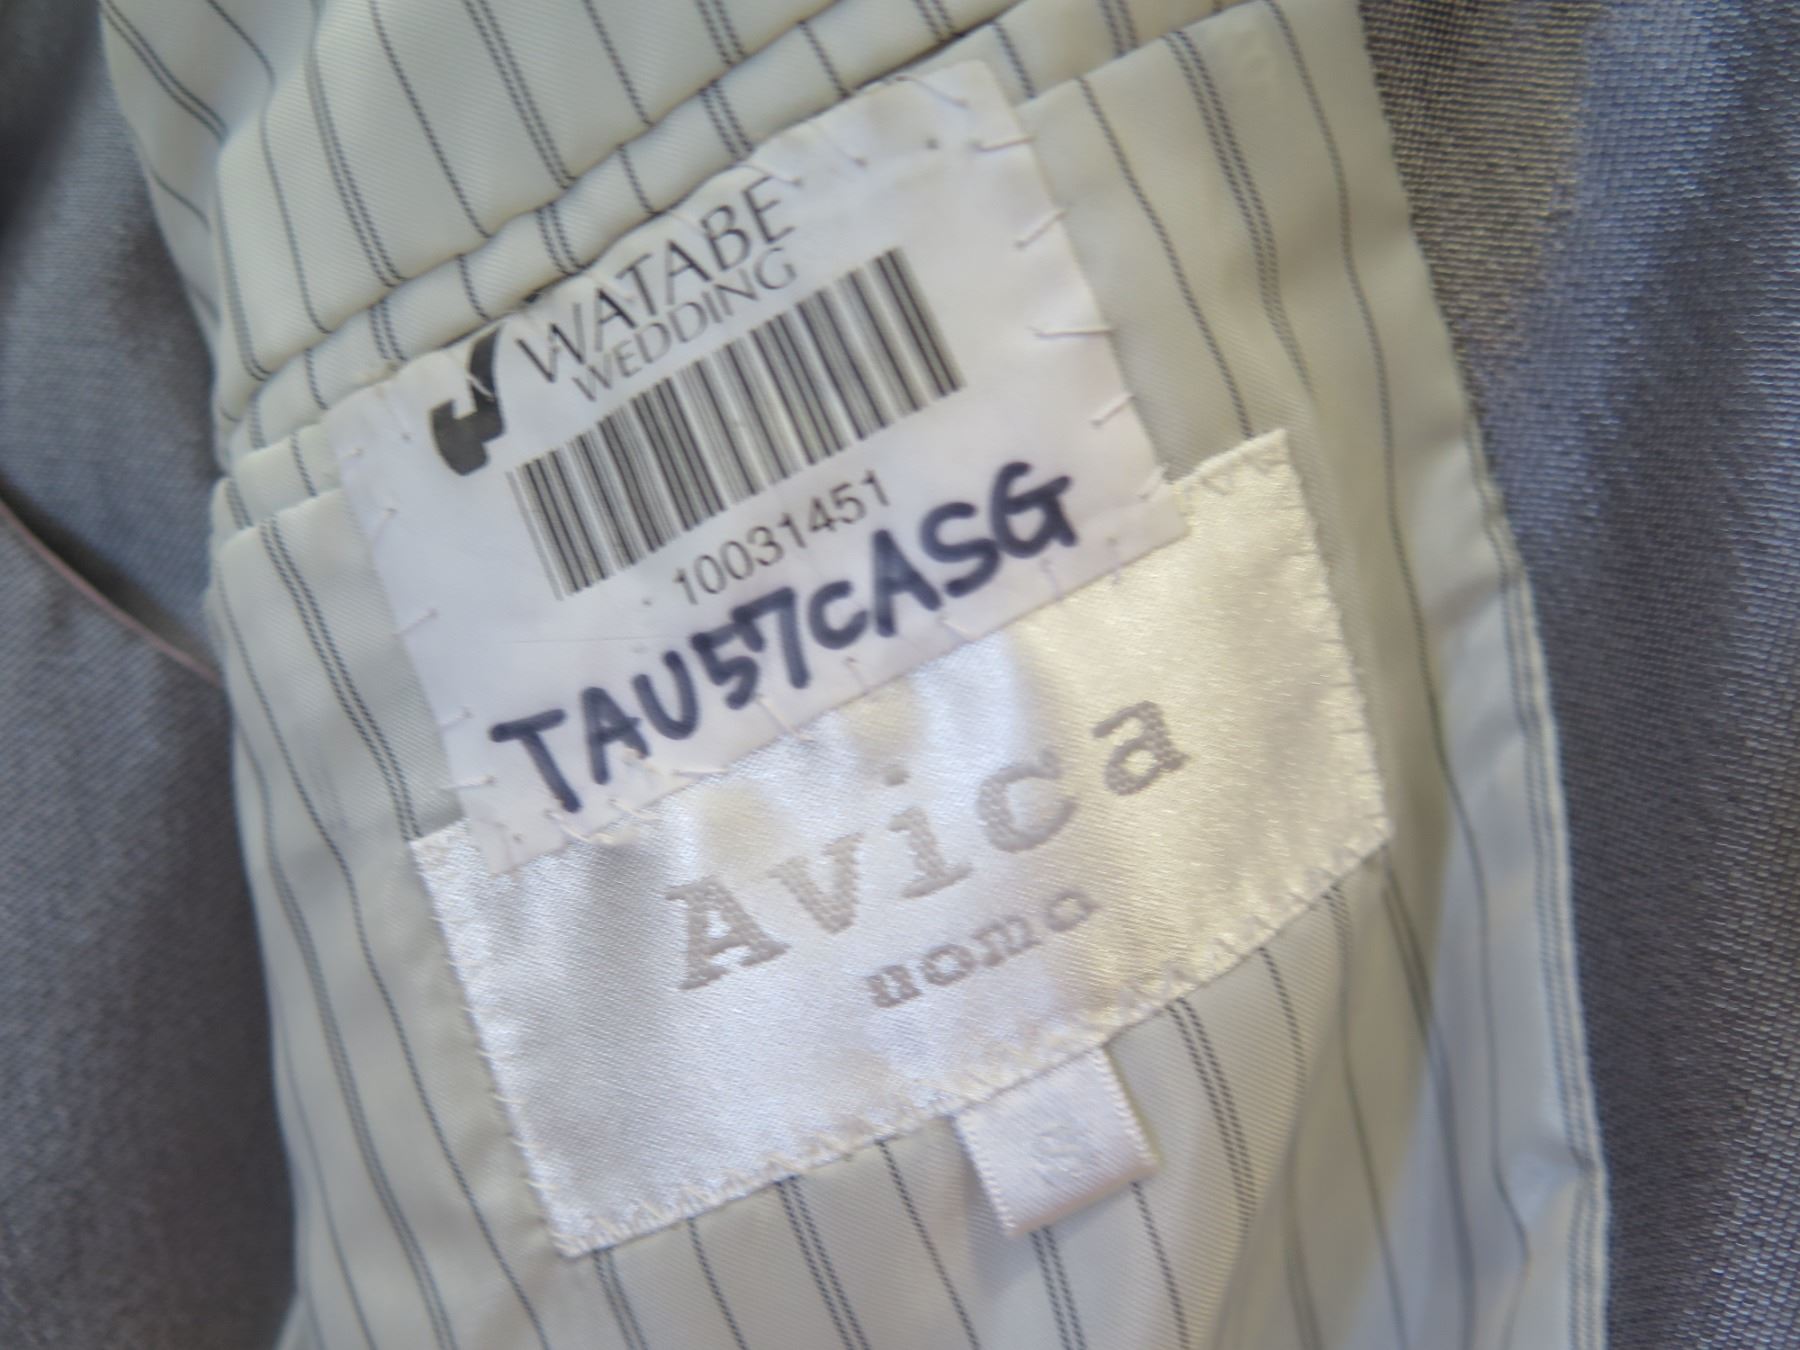 WATABE
WEDDING
10031451
TAU57CASG
Avica
uomo
S